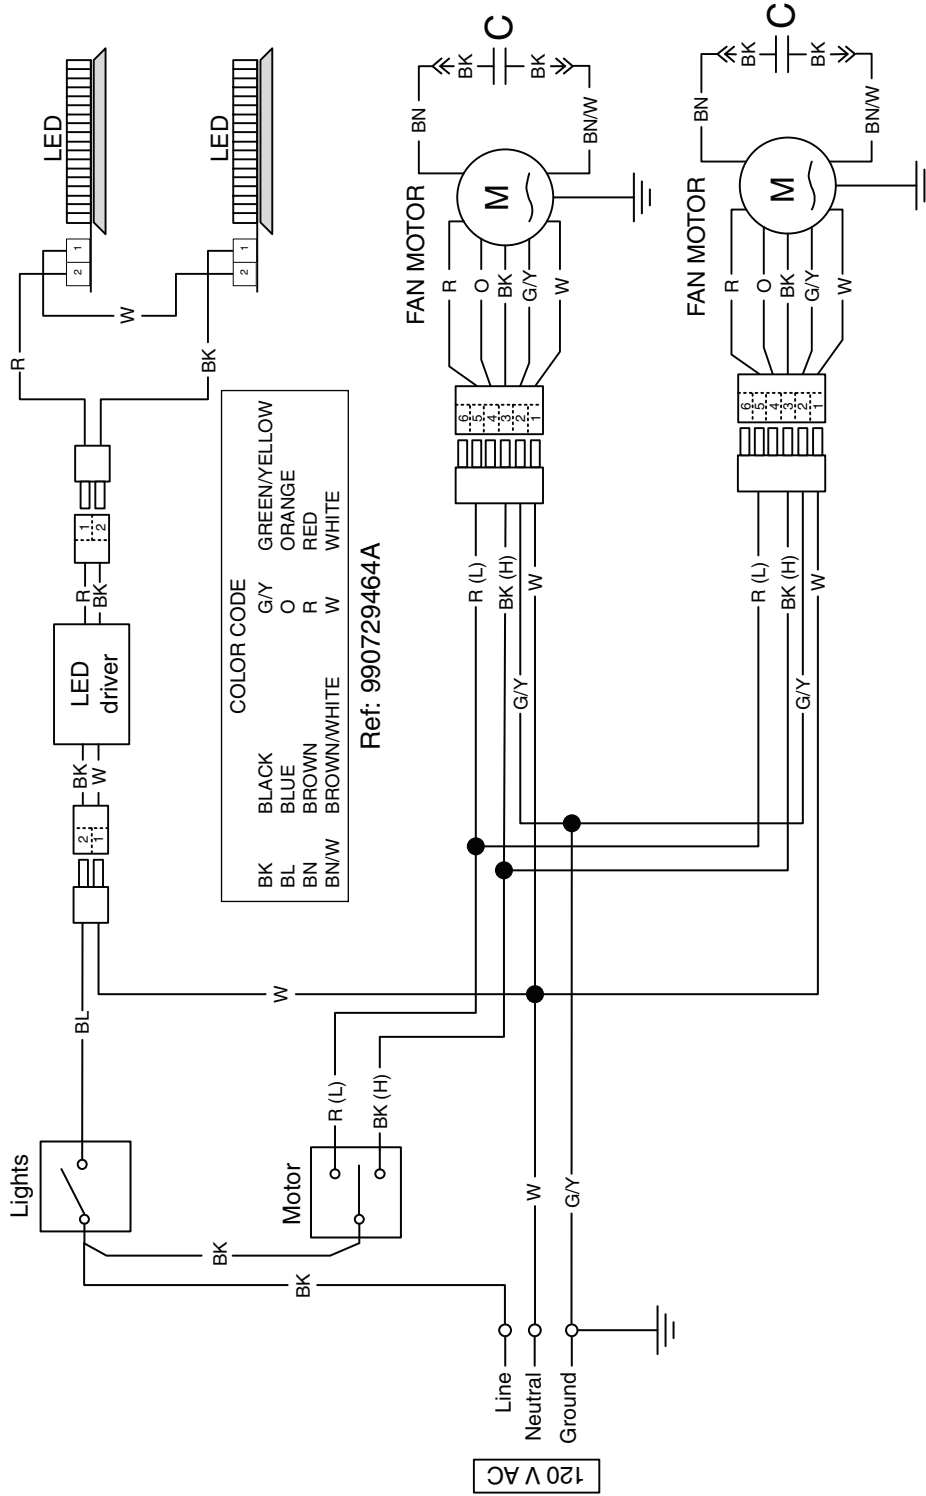 LED
1
2
LED
1
2
W
R
BK
1
2
R
BK
LED
driver
BK
W
2
1
BL
W
Lights
Motor
R (L)
BK (H)
BK
BK
COLOR CODE
BK BLACK G/Y GREEN/YELLOW
BL BLUE O ORANGE
BN BROWN R RED
BN/W BROWN/WHITE W WHITE
Ref: 990729464A
FAN MOTOR
M
C
BN
BK
BK
BN/W
R
O
BK
G/Y
W
6
5
4
3
2
1
R (L)
BK (H)
G/Y
W
FAN MOTOR
M
C
BN
BK
BK
BN/W
R
O
BK
G/Y
W
6
5
4
3
2
1
R (L)
BK (H)
G/Y
W
W
G/Y
Line
Neutral
Ground
120 V AC